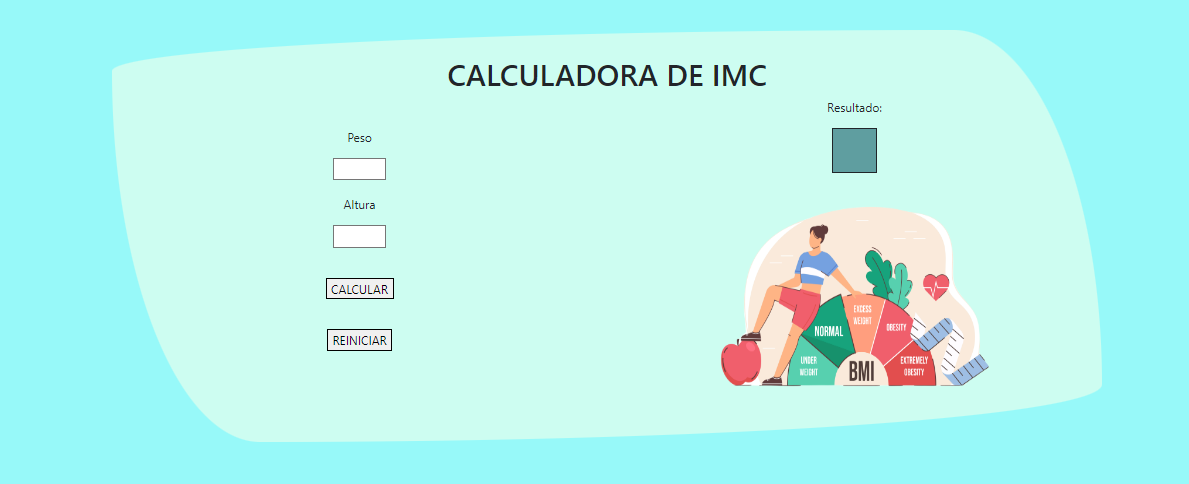 CALCULADORA DE IMC
Resultado:
Peso
Altura
CALCULAR
REINICIAR
UNDER
WEIGHT
NORMAL
EXCESS
WEIGHT
OBESITY
EXTREMELY
OBESITY
BMI